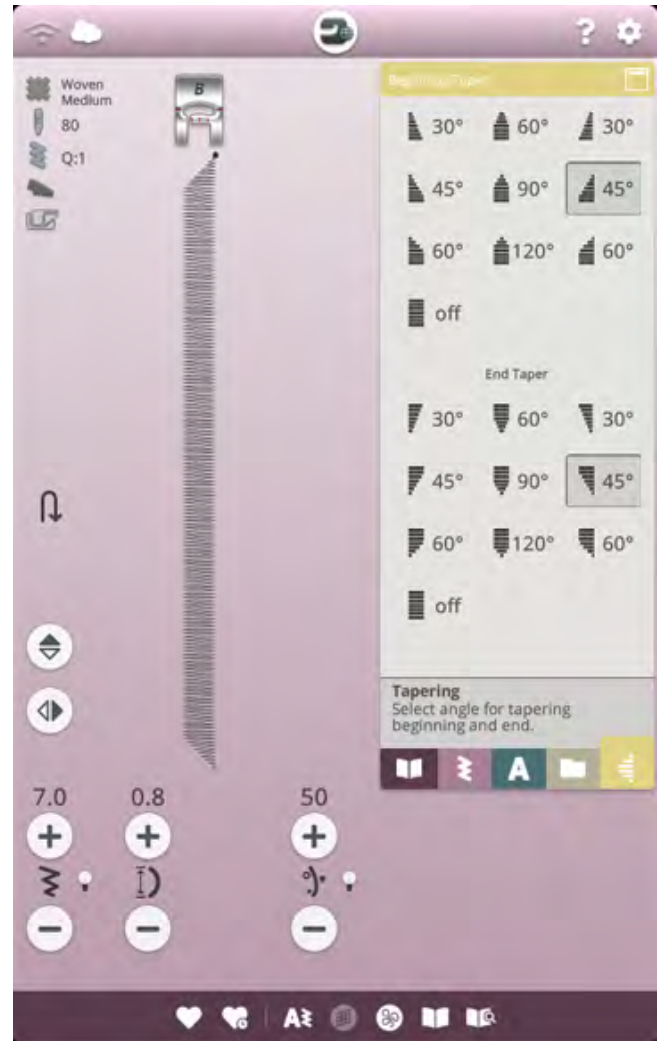 Woven
Medium
80
Q:1
B
Beginning Taper
30° 60° 30°
45° 90° 45°
60° 120° 60°
off
End Taper
30° 60° 30°
45° 90° 45°
60° 120° 60°
off
Tapering
Select angle for tapering
beginning and end.
A
7.0 0.8 50
A